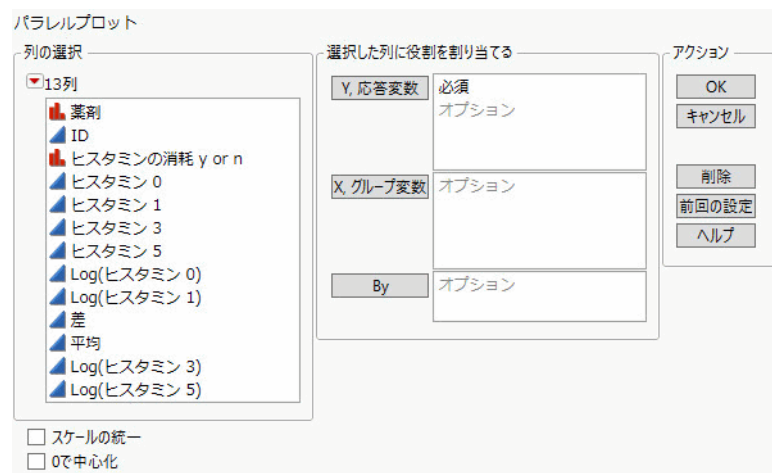 パラレルプロット
列の選択
13列
薬剤
ID
ヒスタミンの消耗 y or n
ヒスタミン 0
ヒスタミン 1
ヒスタミン 3
ヒスタミン 5
Log(ヒスタミン 0)
Log(ヒスタミン 1)
差
平均
Log(ヒスタミン 3)
Log(ヒスタミン 5)
スケールの統一
0で中心化
選択した列に役割を割り当てる
Y, 応答変数
必須
オプション
X, グループ変数
オプション
By
オプション
アクション
OK
キャンセル
削除
前回の設定
ヘルプ